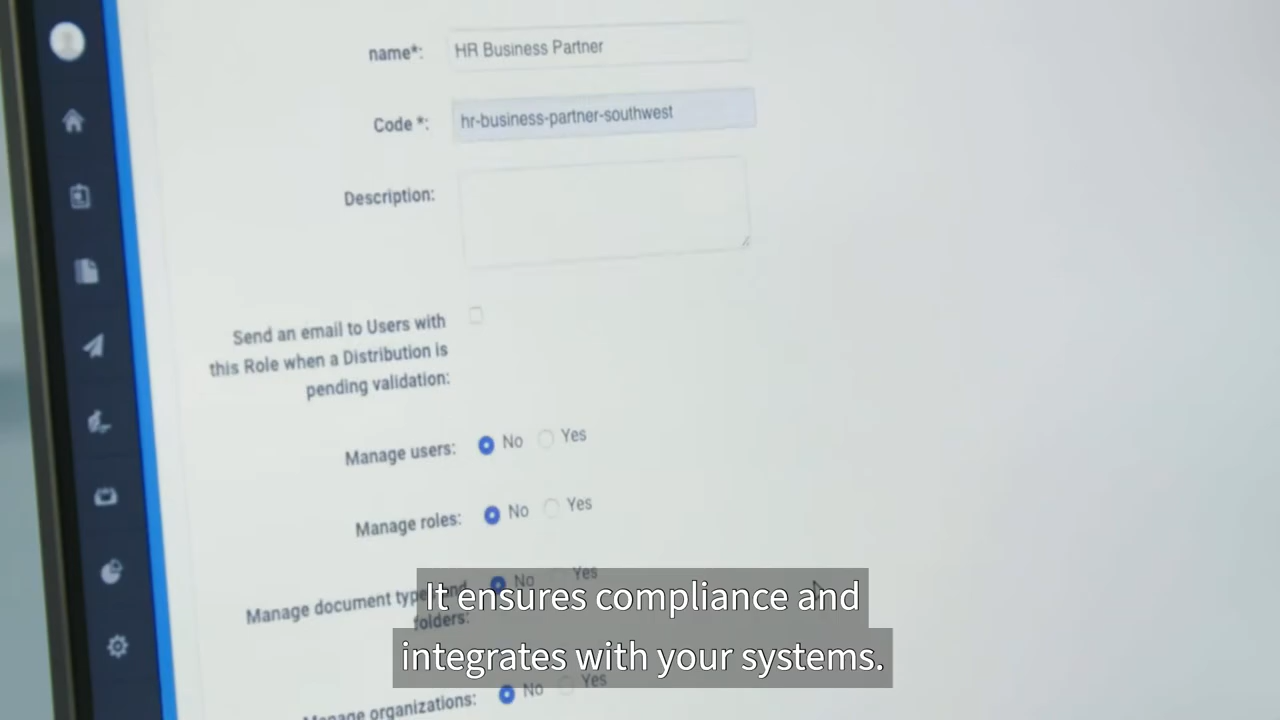 name*: HR Business Partner
Code *: hr-business-partner-southwest
Description:
Send an email to Users with
this Role when a Distribution is
pending validation:
Manage users: No Yes
Manage roles: No Yes
Manage document type and No Yes
folders:
It ensures compliance and
integrates with your systems.
Manage organizations: No Yes